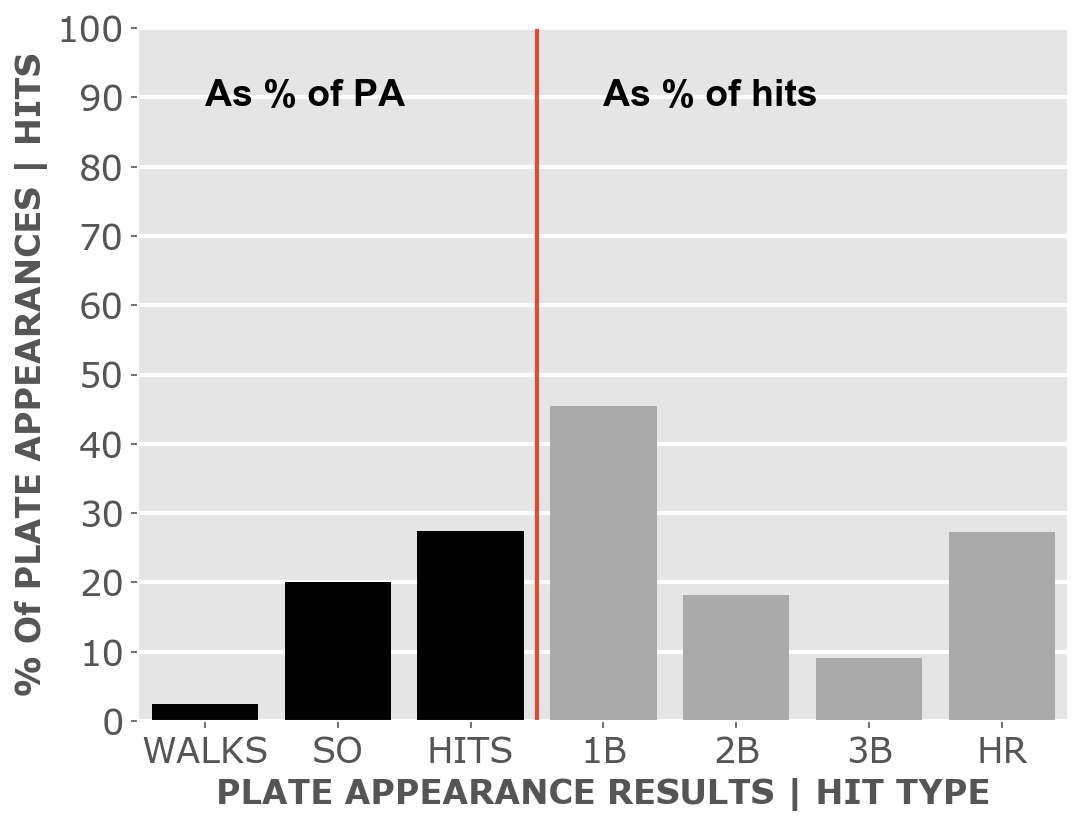 % Of PLATE APPEARANCES | HITS
100
90
80
70
60
50
40
30
20
10
0
As % of PA
As % of hits
WALKS SO HITS 1B 2B 3B HR
PLATE APPEARANCE RESULTS | HIT TYPE